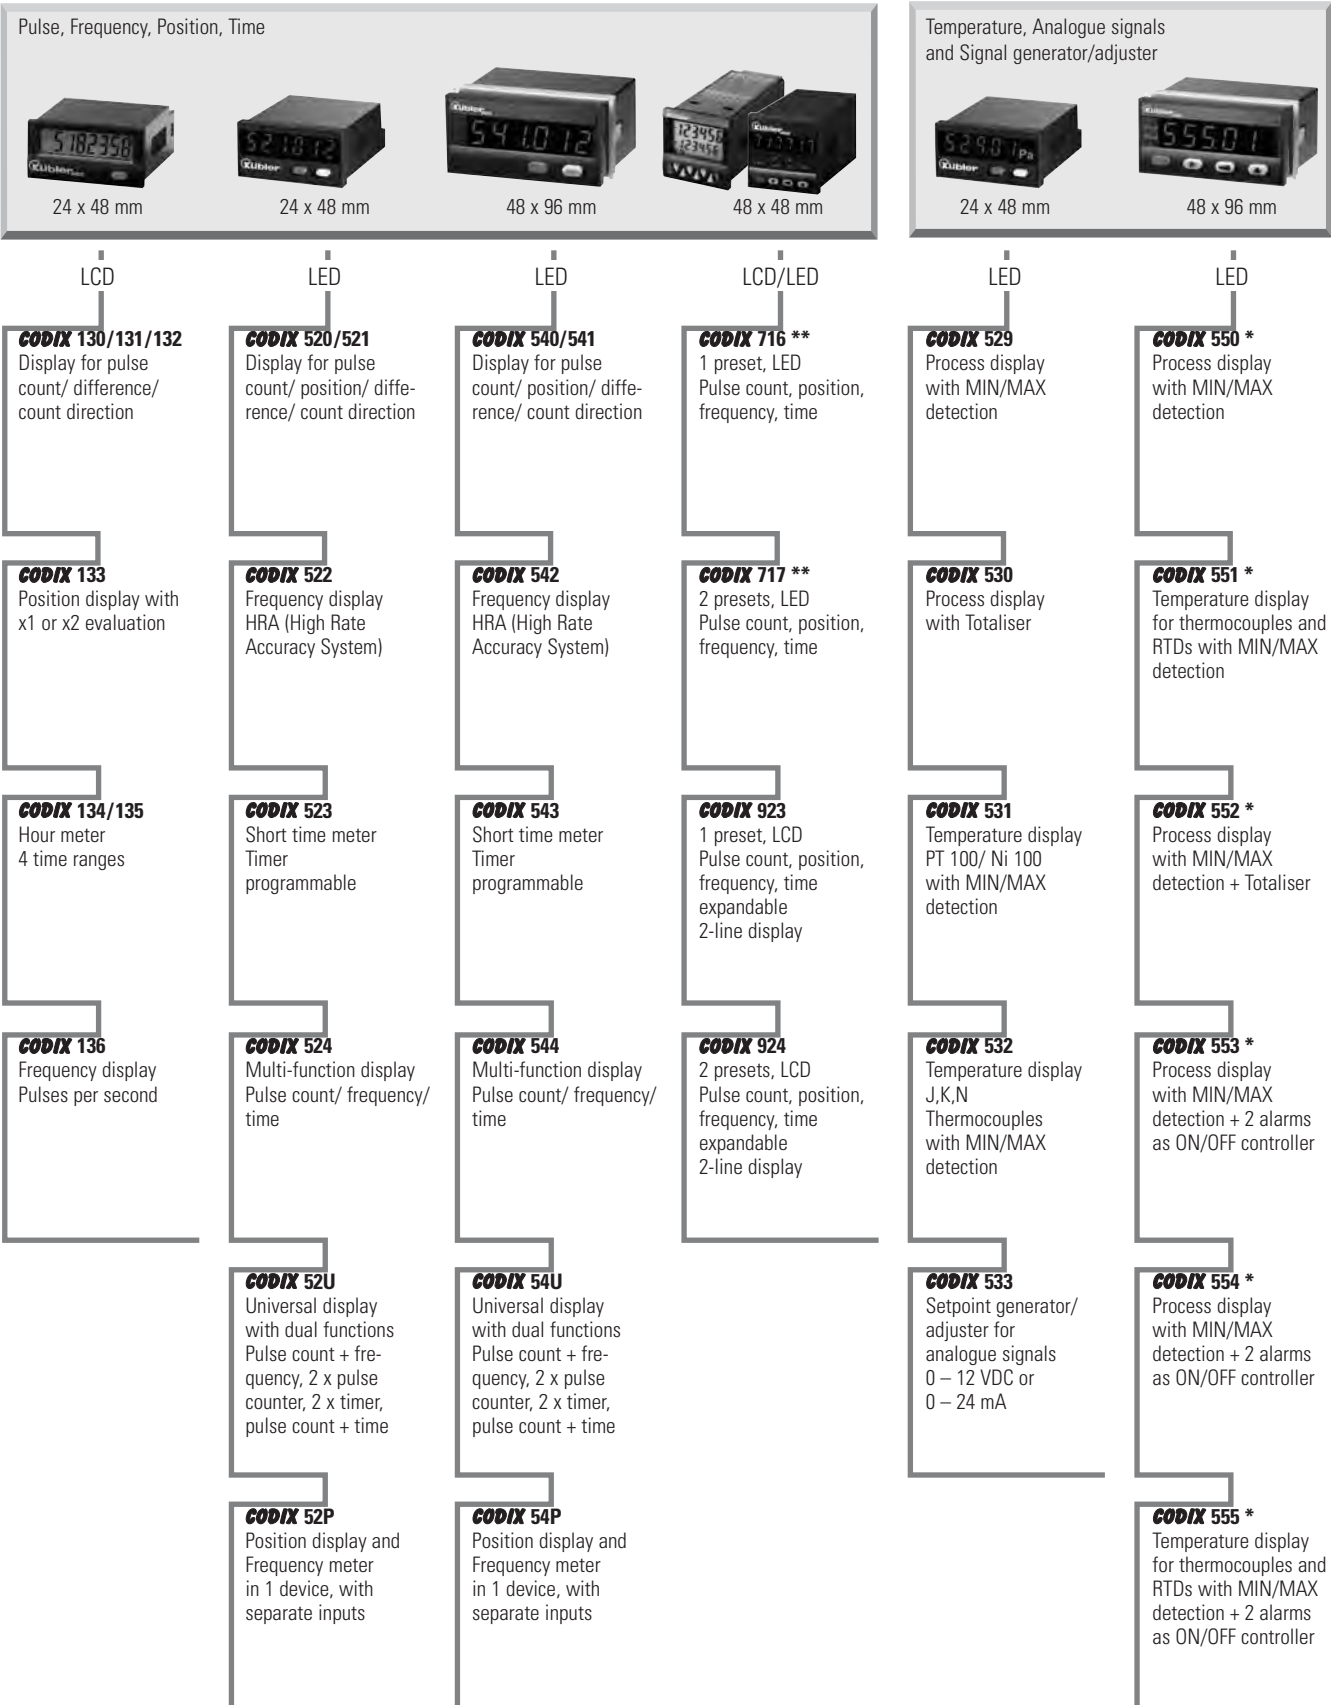 Pulse, Frequency, Position, Time
5782358
Kübler
24 x 48 mm
521012
Kübler
24 x 48 mm
Kübler
541.012
48 x 96 mm
123456
123456
Kübler
48 x 48 mm
Temperature, Analogue signals
and Signal generator/adjuster
529.01 Pa
Kübler
24 x 48 mm
Kübler
555.01
48 x 96 mm
LCD
CODIX 130/131/132
Display for pulse
count/ difference/
count direction
CODIX 133
Position display with
x1 or x2 evaluation
CODIX 134/135
Hour meter
4 time ranges
CODIX 136
Frequency display
Pulses per second
LED
CODIX 520/521
Display for pulse
count/ position/ diffe-
rence/ count direction
CODIX 522
Frequency display
HRA (High Rate
Accuracy System)
CODIX 523
Short time meter
Timer
programmable
CODIX 524
Multi-function display
Pulse count/ frequency/
time
CODIX 52U
Universal display
with dual functions
Pulse count + fre-
quency, 2 x pulse
counter, 2 x timer,
pulse count + time
CODIX 52P
Position display and
Frequency meter
in 1 device, with
separate inputs
LED
CODIX 540/541
Display for pulse
count/ position/ diffe-
rence/ count direction
CODIX 542
Frequency display
HRA (High Rate
Accuracy System)
CODIX 543
Short time meter
Timer
programmable
CODIX 544
Multi-function display
Pulse count/ frequency/
time
CODIX 54U
Universal display
with dual functions
Pulse count + fre-
quency, 2 x pulse
counter, 2 x timer,
pulse count + time
CODIX 54P
Position display and
Frequency meter
in 1 device, with
separate inputs
LCD/LED
CODIX 716 **
1 preset, LED
Pulse count, position,
frequency, time
CODIX 717 **
2 presets, LED
Pulse count, position,
frequency, time
CODIX 923
1 preset, LCD
Pulse count, position,
frequency, time
expandable
2-line display
CODIX 924
2 presets, LCD
Pulse count, position,
frequency, time
expandable
2-line display
LED
CODIX 529
Process display
with MIN/MAX
detection
CODIX 530
Process display
with Totaliser
CODIX 531
Temperature display
PT 100/ Ni 100
with MIN/MAX
detection
CODIX 532
Temperature display
J,K,N
Thermocouples
with MIN/MAX
detection
CODIX 533
Setpoint generator/
adjuster for
analogue signals
0 – 12 VDC or
0 – 24 mA
LED
CODIX 550 *
Process display
with MIN/MAX
detection
CODIX 551 *
Temperature display
for thermocouples and
RTDs with MIN/MAX
detection
CODIX 552 *
Process display
with MIN/MAX
detection + Totaliser
CODIX 553 *
Process display
with MIN/MAX
detection + 2 alarms
as ON/OFF controller
CODIX 554 *
Process display
with MIN/MAX
detection + 2 alarms
as ON/OFF controller
CODIX 555 *
Temperature display
for thermocouples and
RTDs with MIN/MAX
detection + 2 alarms
as ON/OFF controller